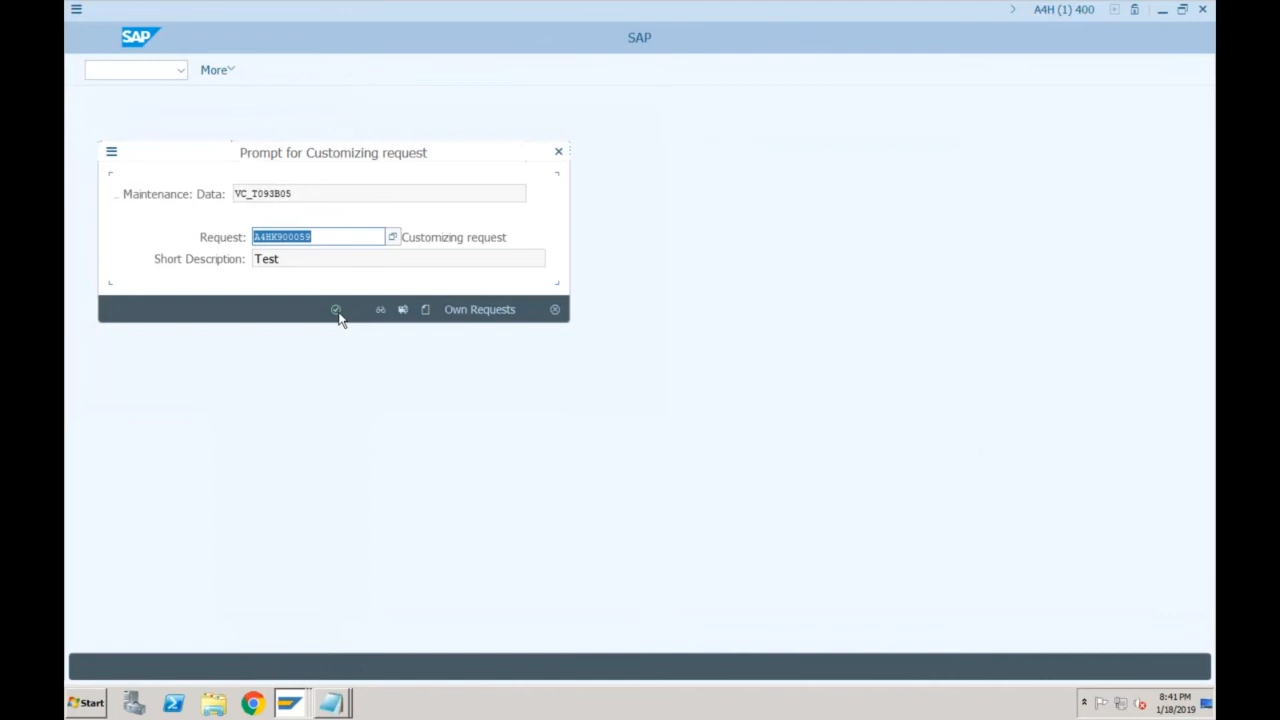 A4H (1) 400
SAP
SAP
More
Prompt for Customizing request
Maintenance: Data: VC_T093B05
Request: A4HK900059 Customizing request
Short Description: Test
Own Requests
Start
8:41 PM
1/18/2019